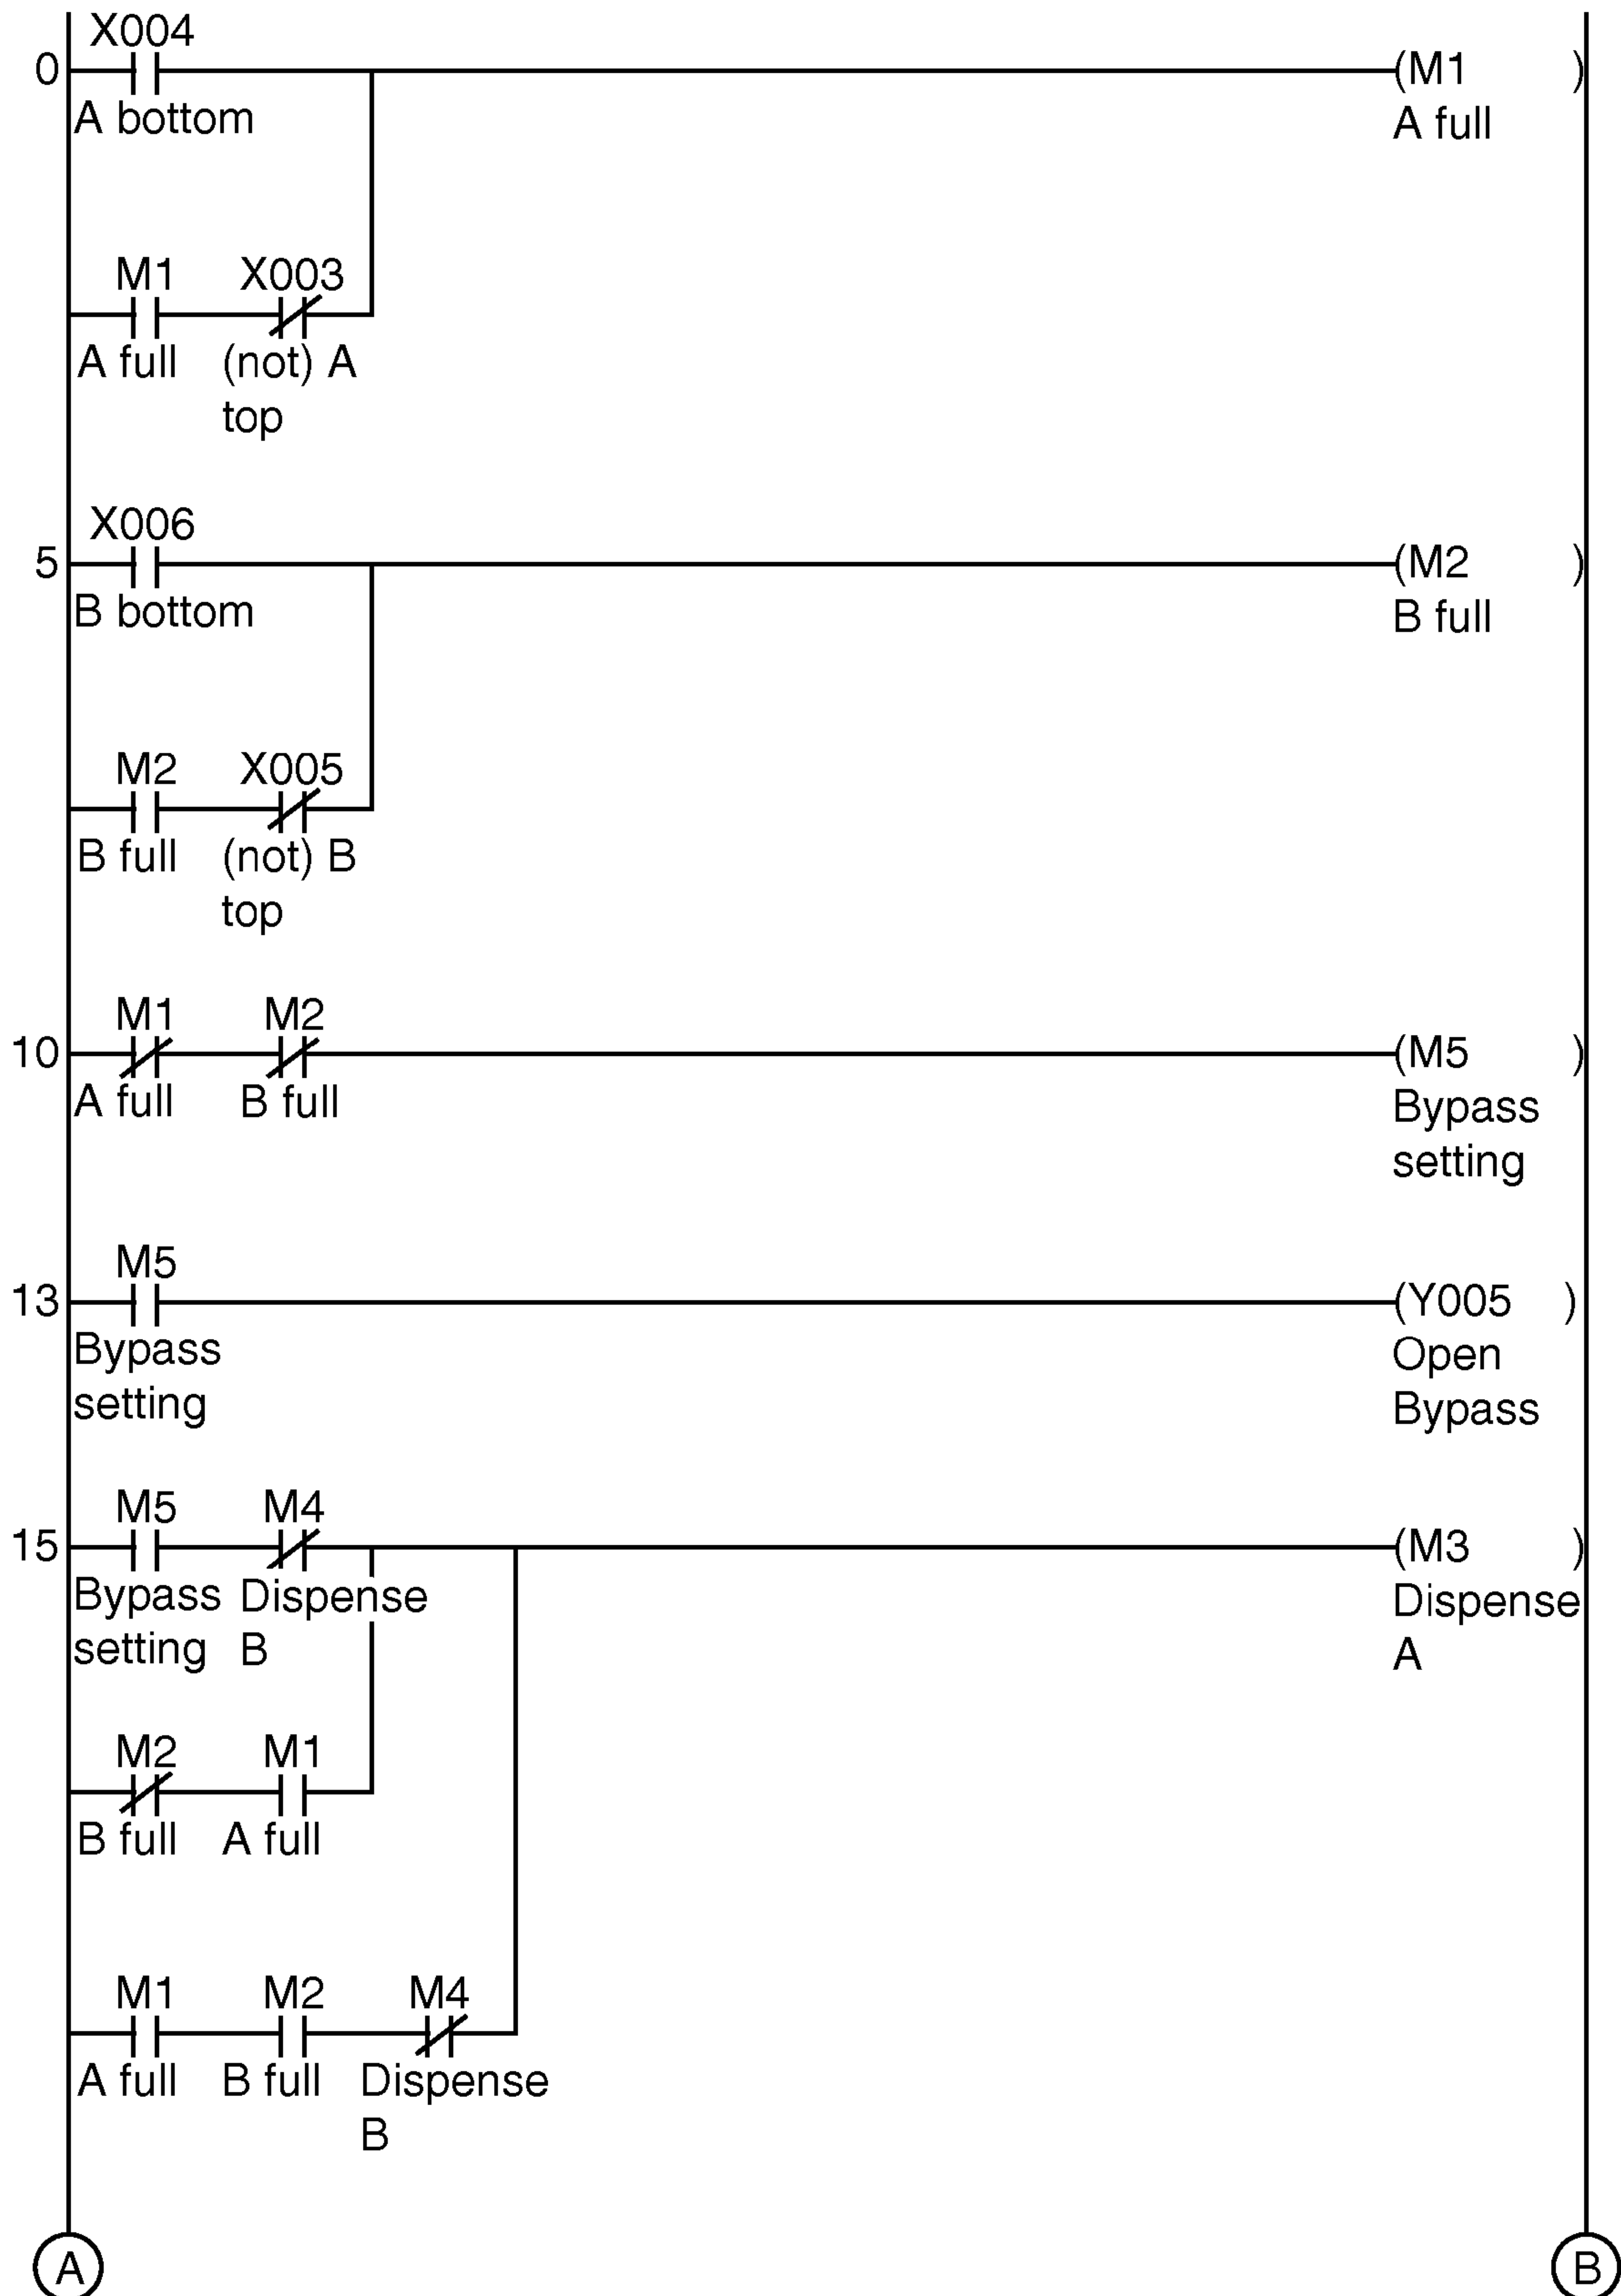 X004
0
(M1 )
A bottom
A full
M1 X003
A full (not) A
top
X006
5
(M2 )
B bottom
B full
M2 X005
B full (not) B
top
M1 M2
10
(M5 )
A full B full
Bypass
setting
M5
13
(Y005 )
Bypass
setting
Open
Bypass
M5 M4
15
(M3 )
Bypass Dispense
setting B
Dispense
A
M2 M1
B full A full
M1 M2 M4
A full B full Dispense
B
A B